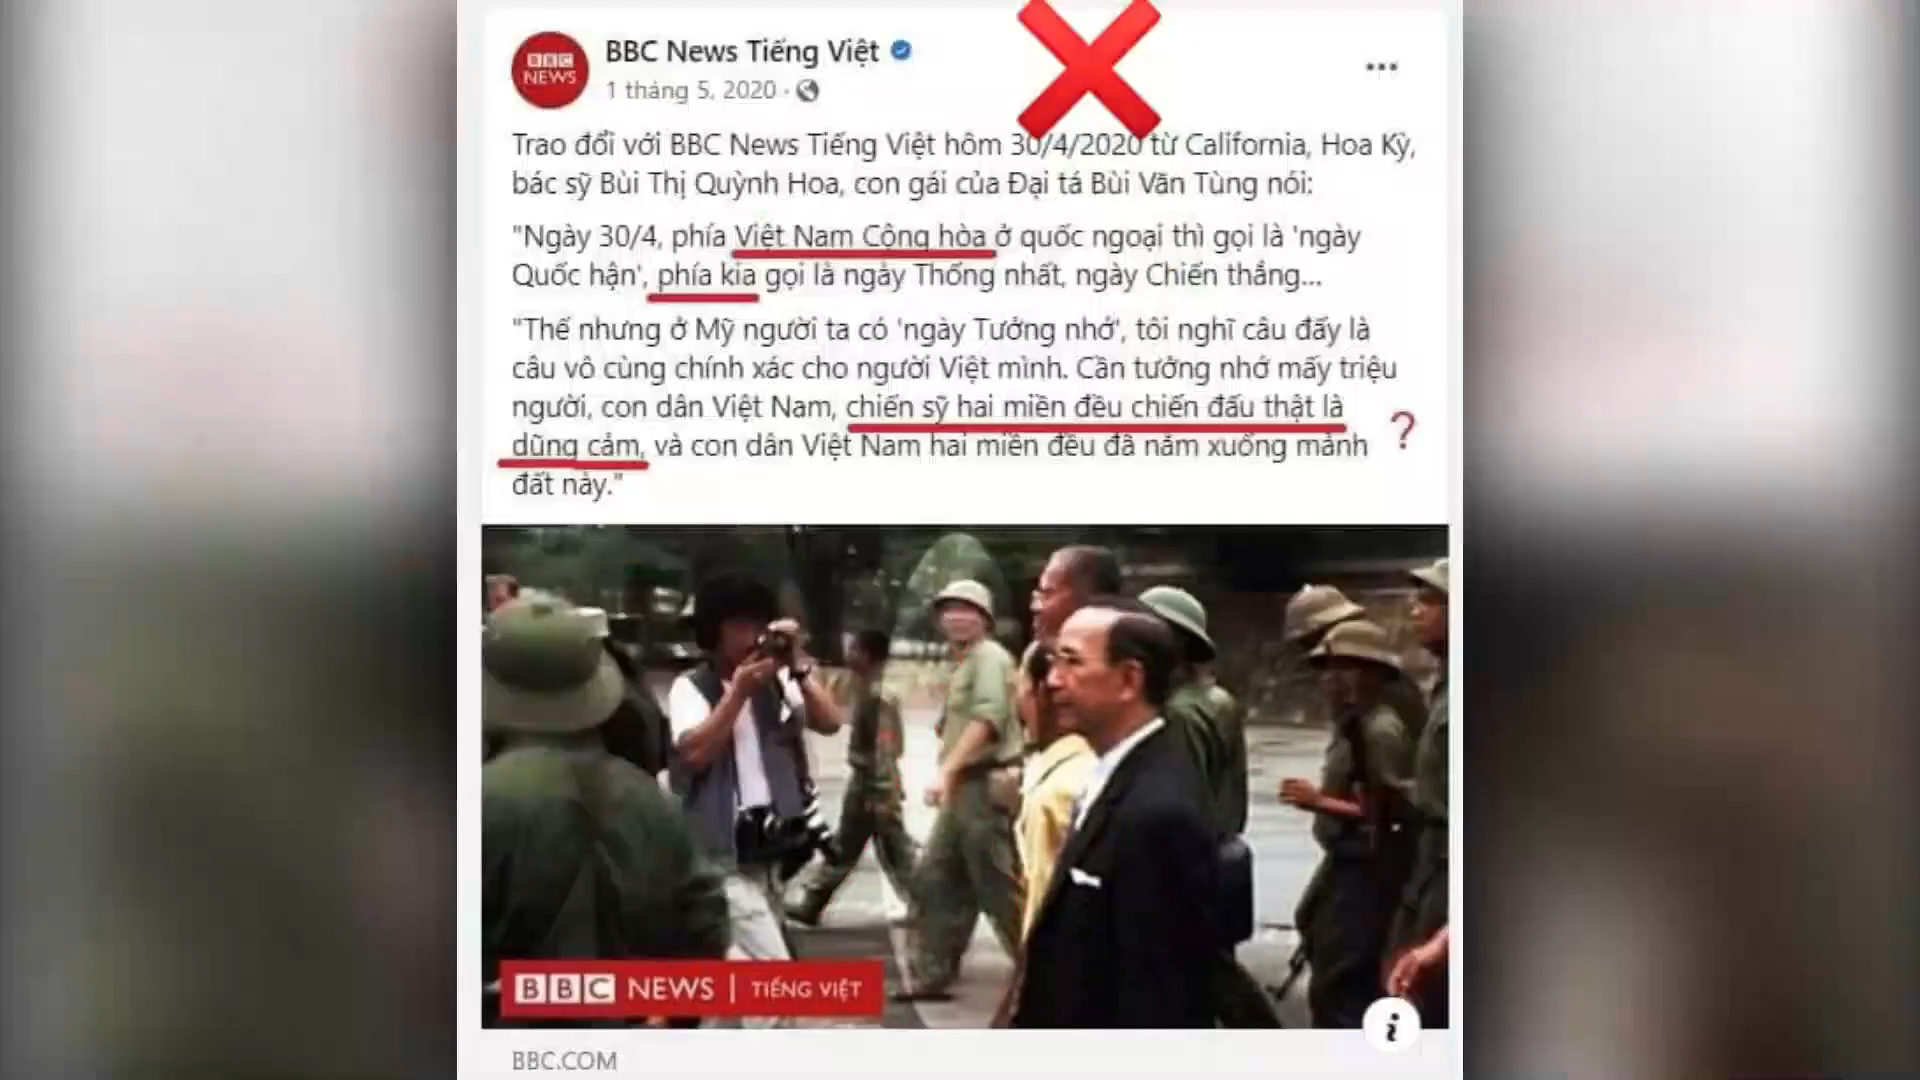 BBC NEWS
BBC News Tiếng Việt
1 tháng 5, 2020 ·
Trao đổi với BBC News Tiếng Việt hôm 30/4/2020 từ California, Hoa Kỳ,
bác sỹ Bùi Thị Quỳnh Hoa, con gái của Đại tá Bùi Văn Tùng nói:
"Ngày 30/4, phía Việt Nam Cộng hòa ở quốc ngoại thì gọi là 'ngày
Quốc hận', phía kia gọi là ngày Thống nhất, ngày Chiến thắng...
"Thế nhưng ở Mỹ người ta có 'ngày Tưởng nhớ', tôi nghĩ câu đấy là
câu vô cùng chính xác cho người Việt mình. Cần tưởng nhớ mấy triệu
người, con dân Việt Nam, chiến sỹ hai miền đều chiến đấu thật là
dũng cảm, và con dân Việt Nam hai miền đều đã nằm xuống mảnh
?
đất này."
BBC NEWS | TIẾNG VIỆT
i
BBC.COM